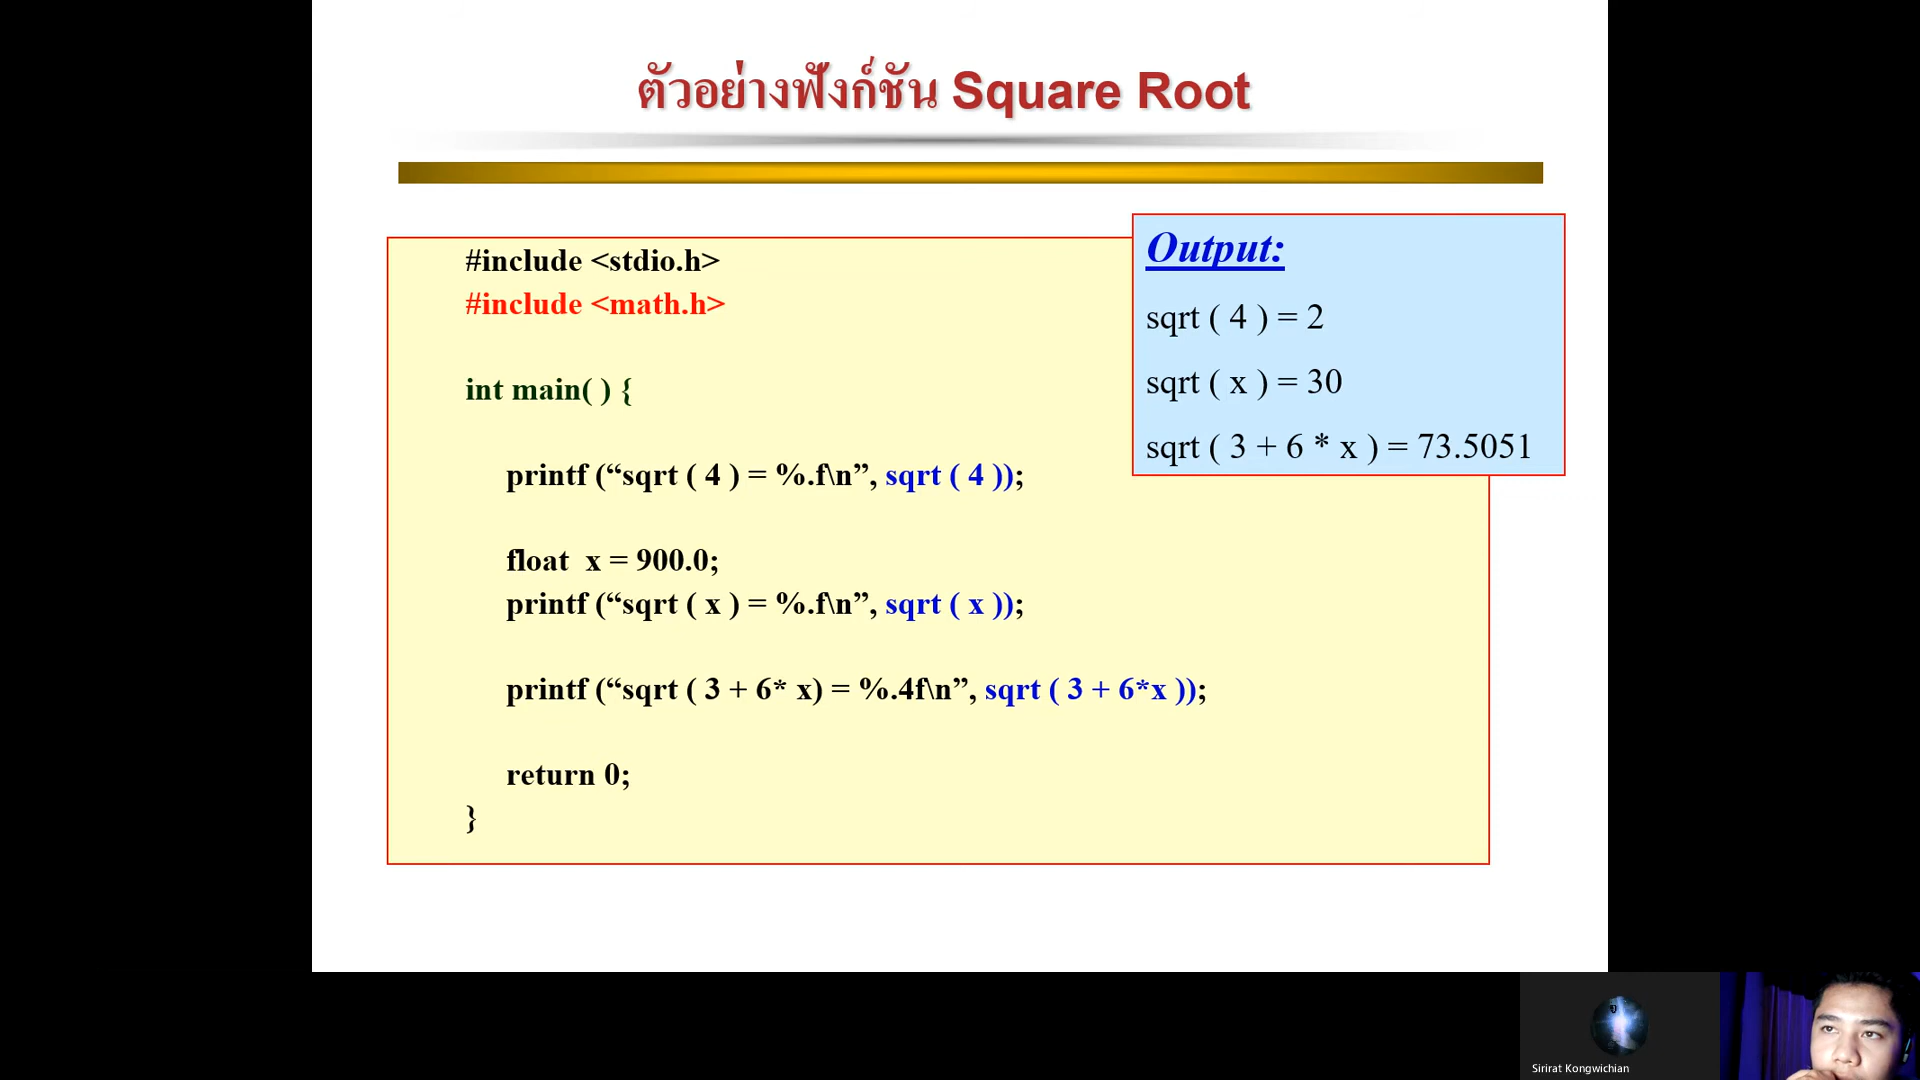 ตัวอย่างฟังก์ชัน Square Root
#include <stdio.h>
#include <math.h>
int main( ) {
printf (“sqrt ( 4 ) = %.f\n”, sqrt ( 4 ));
float x = 900.0;
printf (“sqrt ( x ) = %.f\n”, sqrt ( x ));
printf (“sqrt ( 3 + 6* x) = %.4f\n”, sqrt ( 3 + 6*x ));
return 0;
}
Output:
sqrt ( 4 ) = 2
sqrt ( x ) = 30
sqrt ( 3 + 6 * x ) = 73.5051
Sirirat Kongwichian